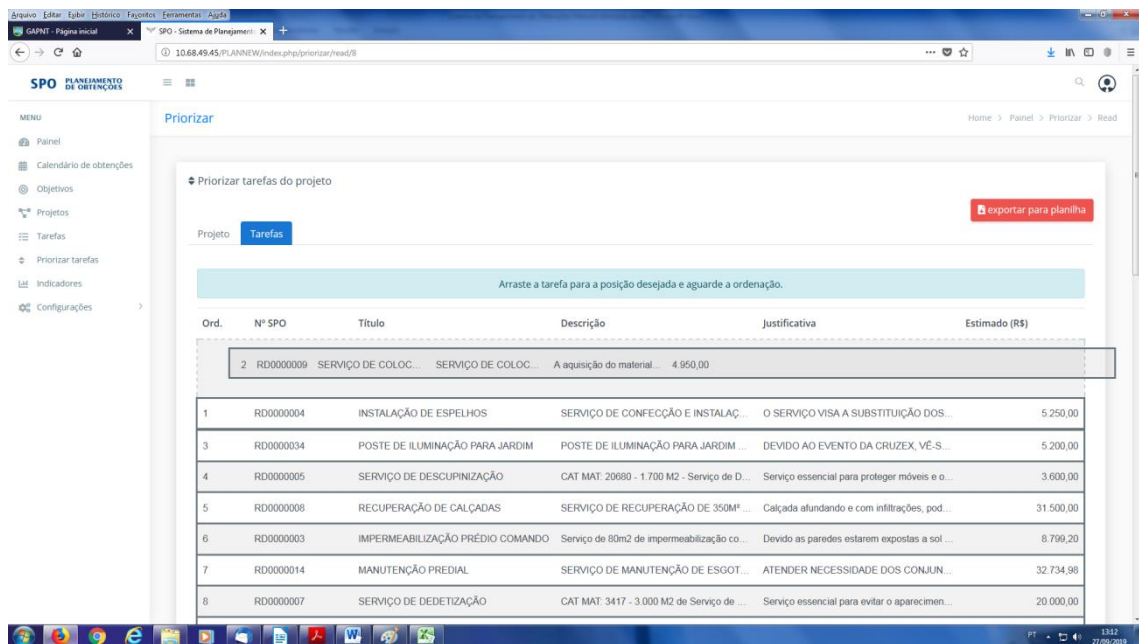 Arquivo Editar Exibir Histórico Favoritos Ferramentas Ajuda
GAPNT - Página inicial
SPO - Sistema de Planejament
10.68.49.45/PLANNEW/index.php/priorizar/read/8
SPO PLANEJAMENTO DE OBTENÇÕES
MENU
Priorizar
Home > Painel > Priorizar > Read
Painel
Calendário de obtenções
Objetivos
Projetos
Tarefas
Priorizar tarefas
Indicadores
Configurações
Priorizar tarefas do projeto
exportar para planilha
Projeto Tarefas
Arraste a tarefa para a posição desejada e aguarde a ordenação.
Ord. Nº SPO Título Descrição Justificativa Estimado (R$)
2 RD0000009 SERVIÇO DE COLOC... SERVIÇO DE COLOC... A aquisição do material... 4.950,00
1 RD0000004 INSTALAÇÃO DE ESPELHOS SERVIÇO DE CONFECÇÃO E INSTALAÇ... O SERVIÇO VISA A SUBSTITUIÇÃO DOS... 5.250,00
3 RD0000034 POSTE DE ILUMINAÇÃO PARA JARDIM POSTE DE ILUMINAÇÃO PARA JARDIM ... DEVIDO AO EVENTO DA CRUZEX, VÊ-S... 5.200,00
4 RD0000005 SERVIÇO DE DESCUPINIZAÇÃO CAT MAT: 20680 - 1.700 M2 - Serviço de D... Serviço essencial para proteger móveis e o... 3.600,00
5 RD0000008 RECUPERAÇÃO DE CALÇADAS SERVIÇO DE RECUPERAÇÃO DE 350M² ... Calçada afundando e com infiltrações, pod... 31.500,00
6 RD0000003 IMPERMEABILIZAÇÃO PRÉDIO COMANDO Serviço de 80m2 de impermeabilização co... Devido as paredes estarem expostas a sol ... 8.799,20
7 RD0000014 MANUTENÇÃO PREDIAL SERVIÇO DE MANUTENÇÃO DE ESGOT... ATENDER NECESSIDADE DOS CONJUN... 32.734,98
8 RD0000007 SERVIÇO DE DEDETIZAÇÃO CAT MAT: 3417 - 3.000 M2 de Serviço de ... Serviço essencial para evitar o aparecimen... 20.000,00
PT 13:12
27/09/2019